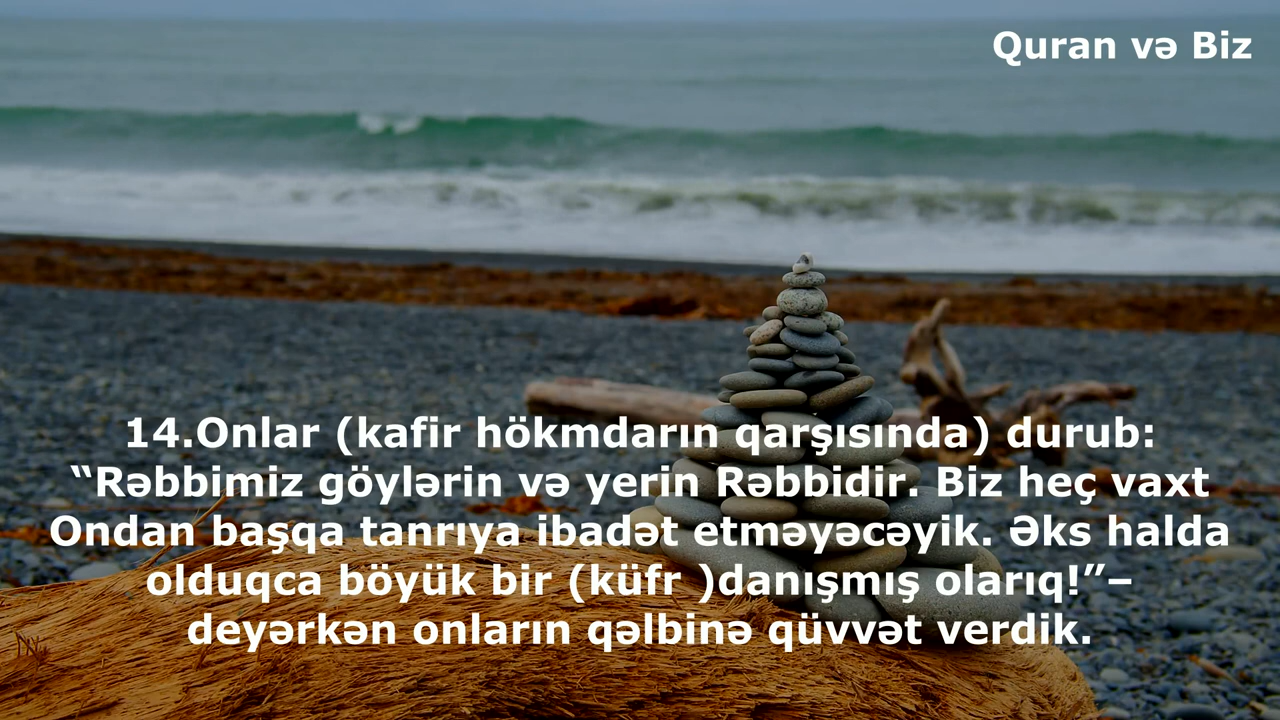 Quran və Biz
14.Onlar (kafir hökmdarın qarşısında) durub:
“Rəbbimiz göylərin və yerin Rəbbidir. Biz heç vaxt
Ondan başqa tanrıya ibadət etməyəcəyik. Əks halda
olduqca böyük bir (küfr )danışmış olarıq!”–
deyərkən onların qəlbinə qüvvət verdik.